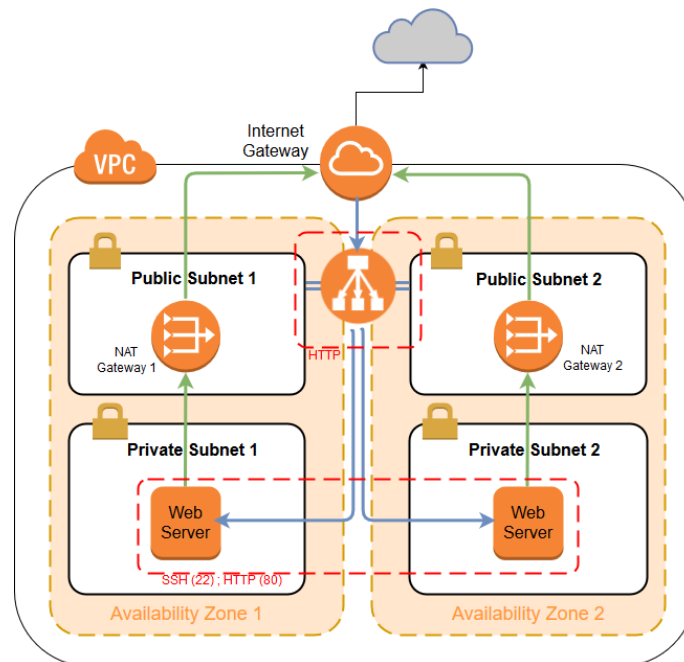 Internet
Gateway
VPC
Public Subnet 1
Public Subnet 2
HTTP
NAT
Gateway 1
NAT
Gateway 2
Private Subnet 1
Private Subnet 2
Web
Server
Web
Server
SSH (22) ; HTTP (80)
Availability Zone 1
Availability Zone 2